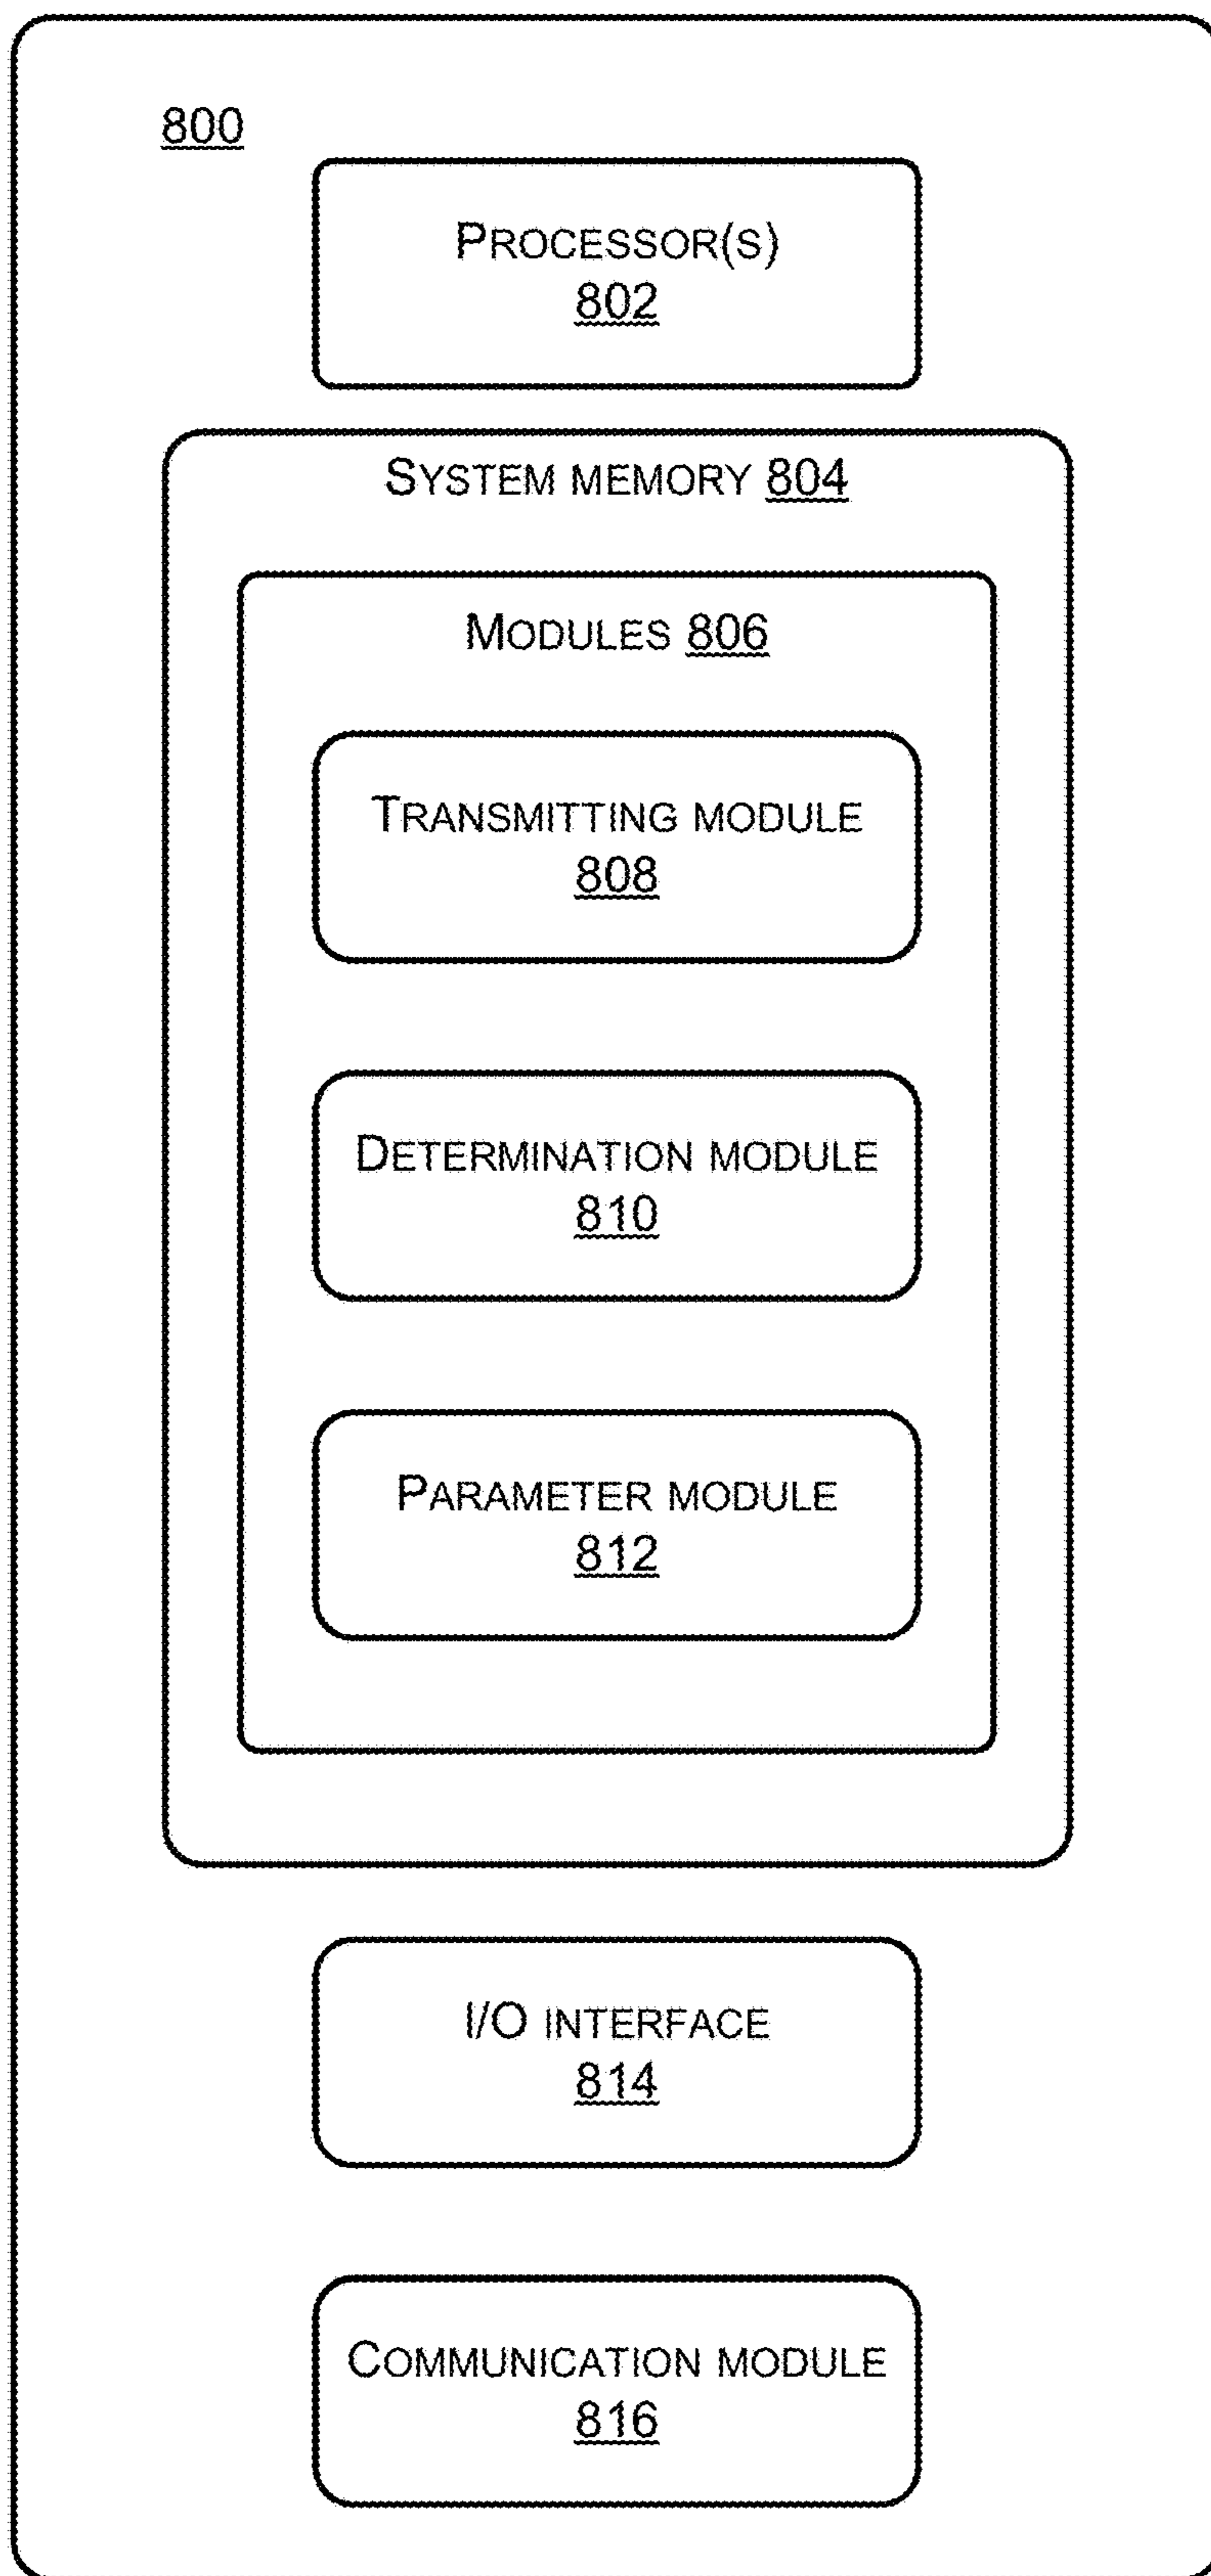 800
PROCESSOR(S)
802
SYSTEM MEMORY 804
MODULES 806
TRANSMITTING MODULE
808
DETERMINATION MODULE
810
PARAMETER MODULE
812
I/O INTERFACE
814
COMMUNICATION MODULE
816